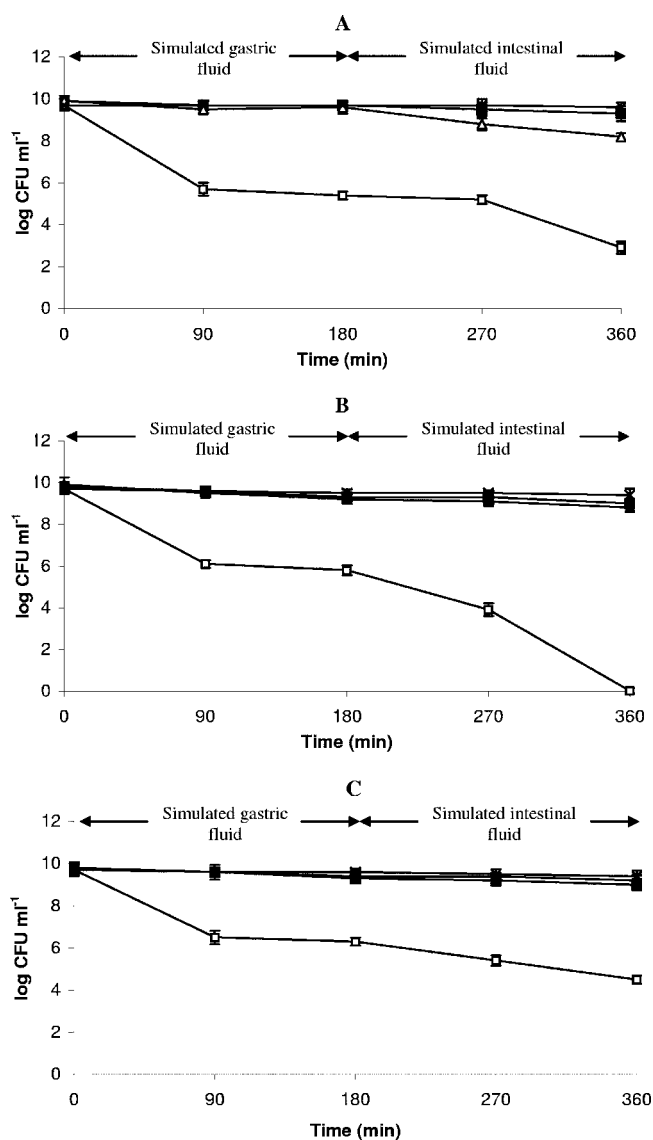 A
Simulated gastric
fluid
Simulated intestinal
fluid
12
10
8
6
4
2
0
log CFU ml⁻¹
0 90 180 270 360
Time (min)
B
Simulated gastric
fluid
Simulated intestinal
fluid
12
10
8
6
4
2
0
log CFU ml⁻¹
0 90 180 270 360
Time (min)
C
Simulated gastric
fluid
Simulated intestinal
fluid
12
10
8
6
4
2
0
log CFU ml⁻¹
0 90 180 270 360
Time (min)